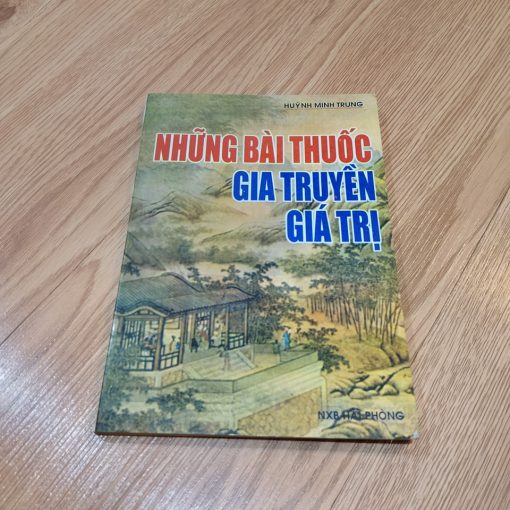 HUỲNH MINH TRUNG
NHỮNG BÀI THUỐC
GIA TRUYỀN
GIÁ TRỊ
NXB HẢI PHÒNG